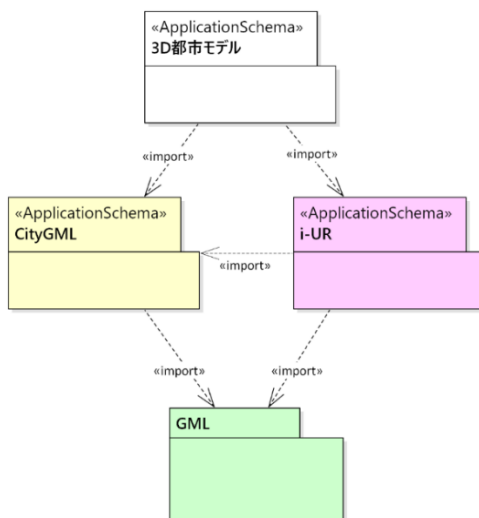 «ApplicationSchema»
3D都市モデル
«import»
«import»
«ApplicationSchema»
CityGML
«ApplicationSchema»
i-UR
«import»
«import»
«import»
GML